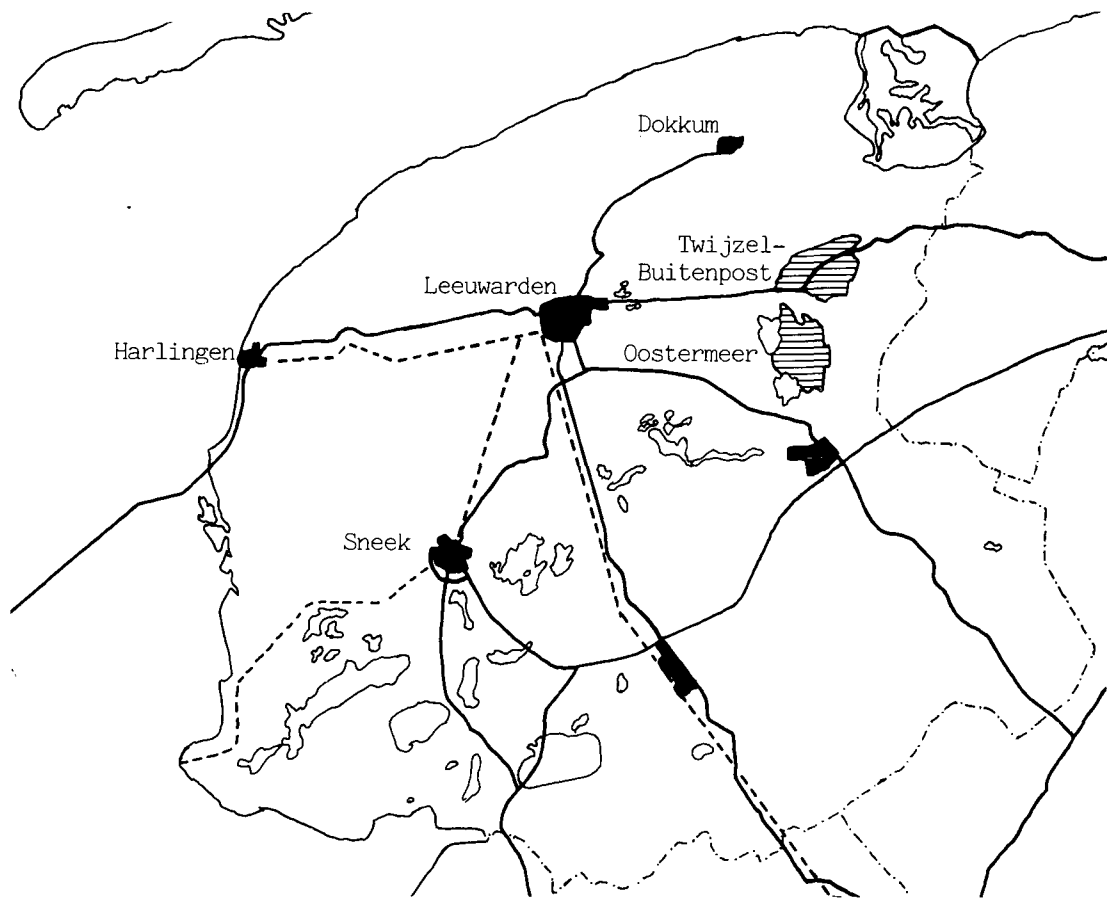 Dokkum
Twijzel-
Buitenpost
Leeuwarden
Harlingen
Oostermeer
Sneek